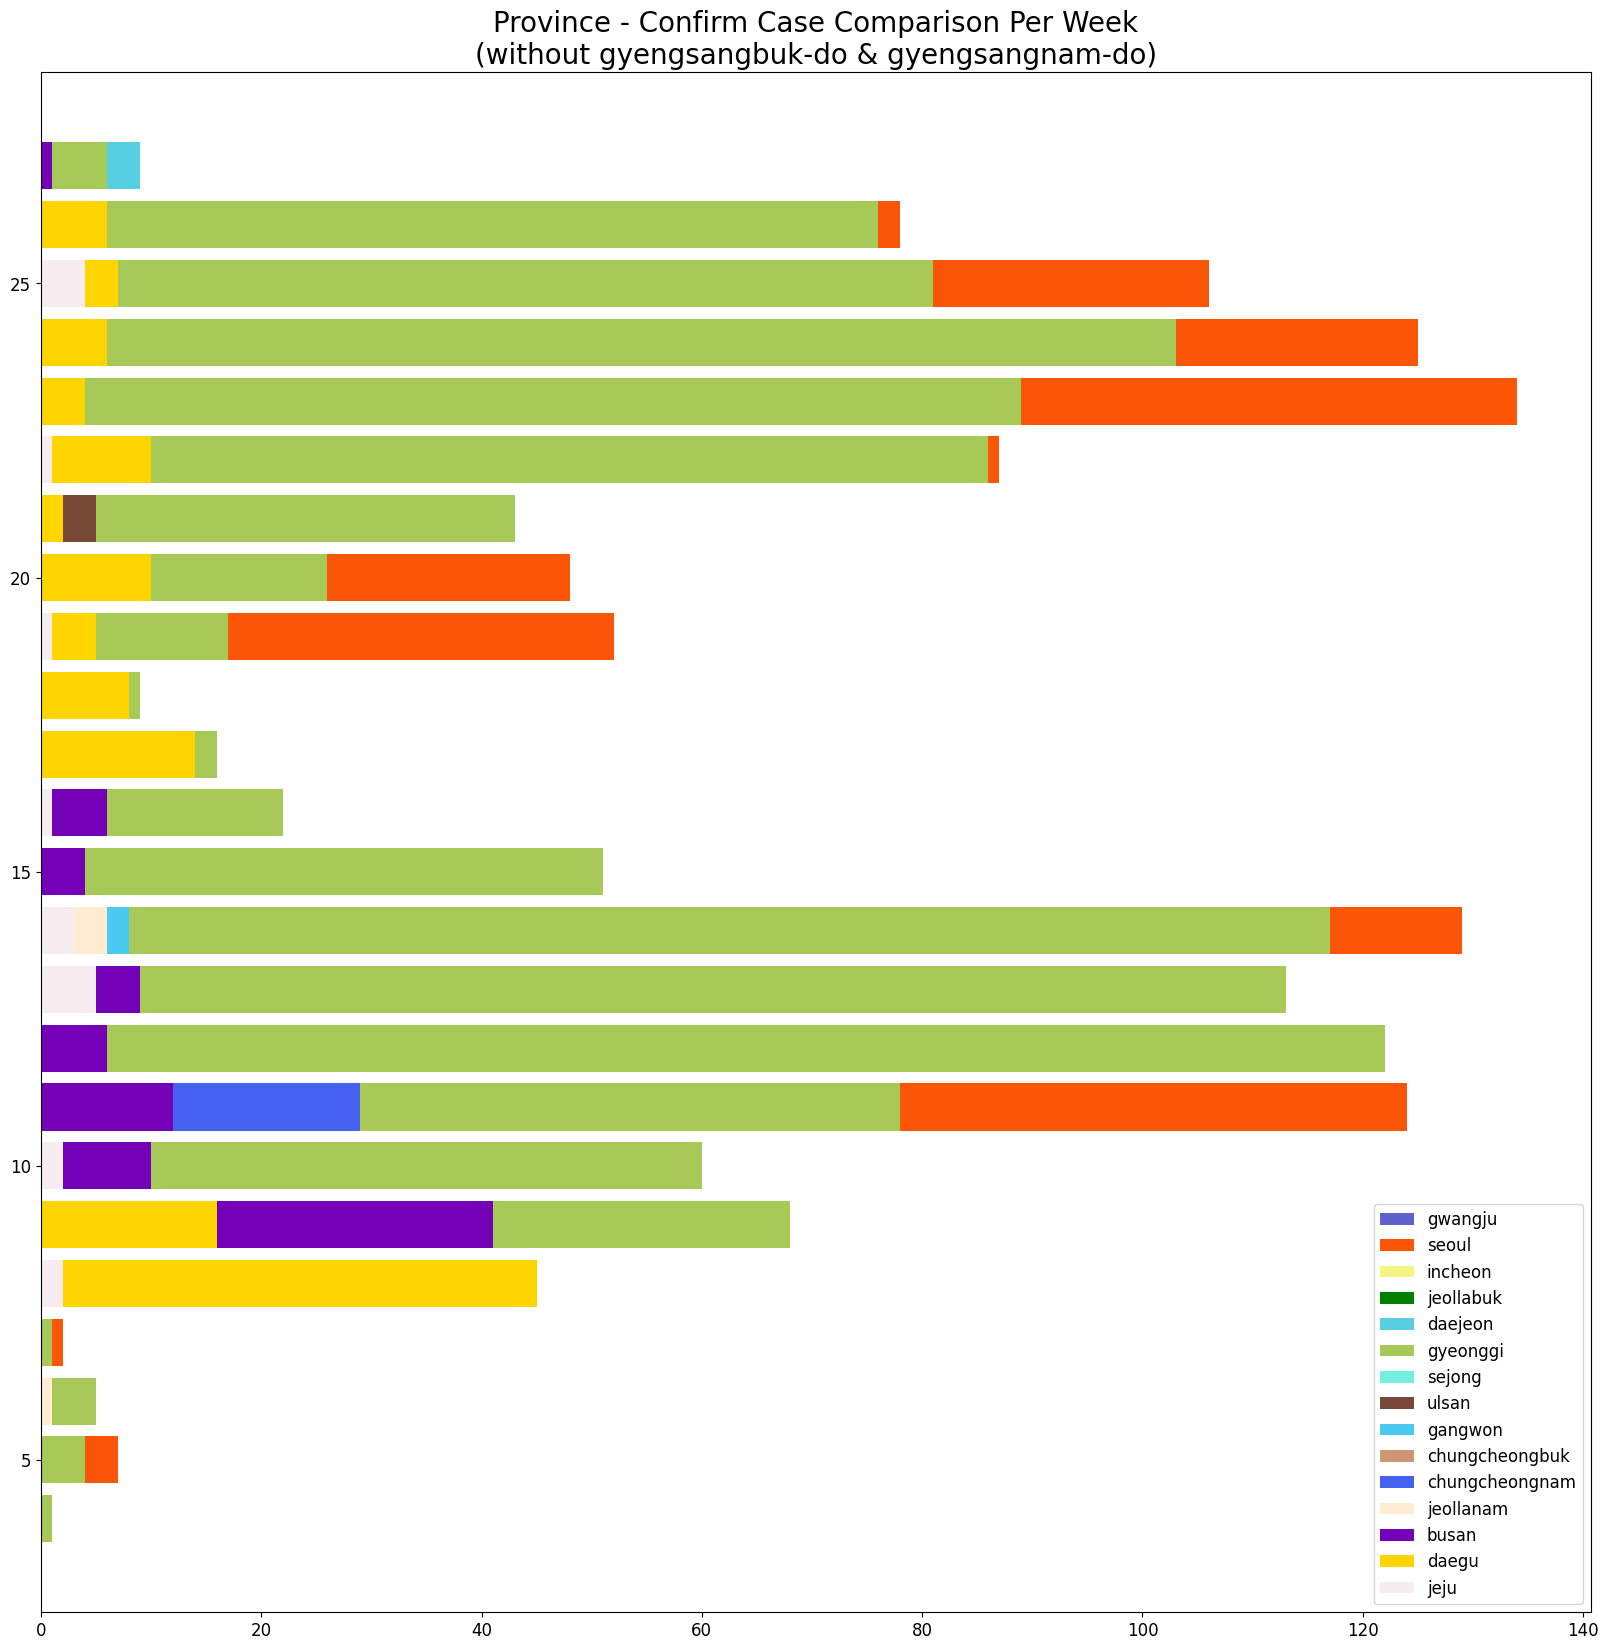 Province - Confirm Case Comparison Per Week
(without gyengsangbuk-do & gyengsangnam-do)
25
20
15
10
5
gwangju
seoul
incheon
jeollabuk
daejeon
gyeonggi
sejong
ulsan
gangwon
chungcheongbuk
chungcheongnam
jeollanam
busan
daegu
jeju
0 20 40 60 80 100 120 140